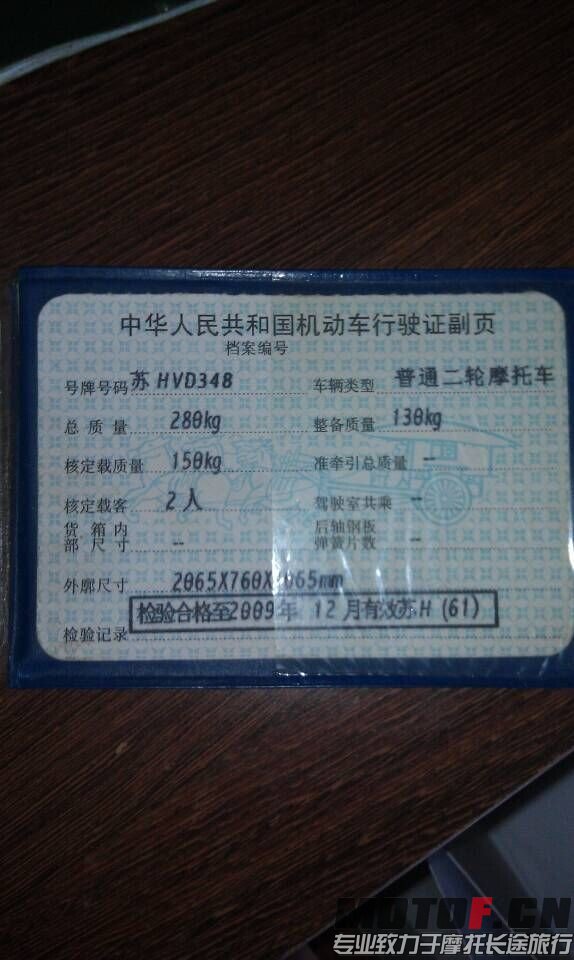 中华人民共和国机动车行驶证副页
档案编号
号牌号码 苏HVD348 车辆类型 普通二轮摩托车
总质量 280kg 整备质量 130kg
核定载质量 150kg 准牵引总质量 --
核定载客 2人 驾驶室共乘 --
货箱内部尺寸 -- 后轴钢板弹簧片数 --
外廓尺寸 2065X760X1065mm
检验合格至2009年 12月有效苏H(61)
检验记录
MOTOF.CN
专业致力于摩托长途旅行